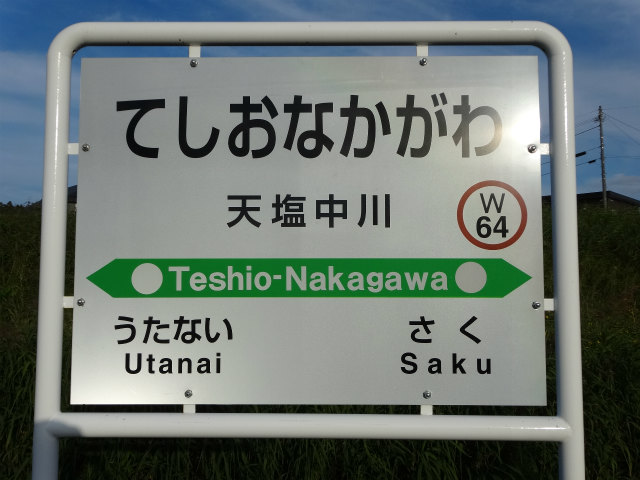 てしおなかがわ
天塩中川
W
64
Teshio-Nakagawa
うたない
Utanai
さく
Saku